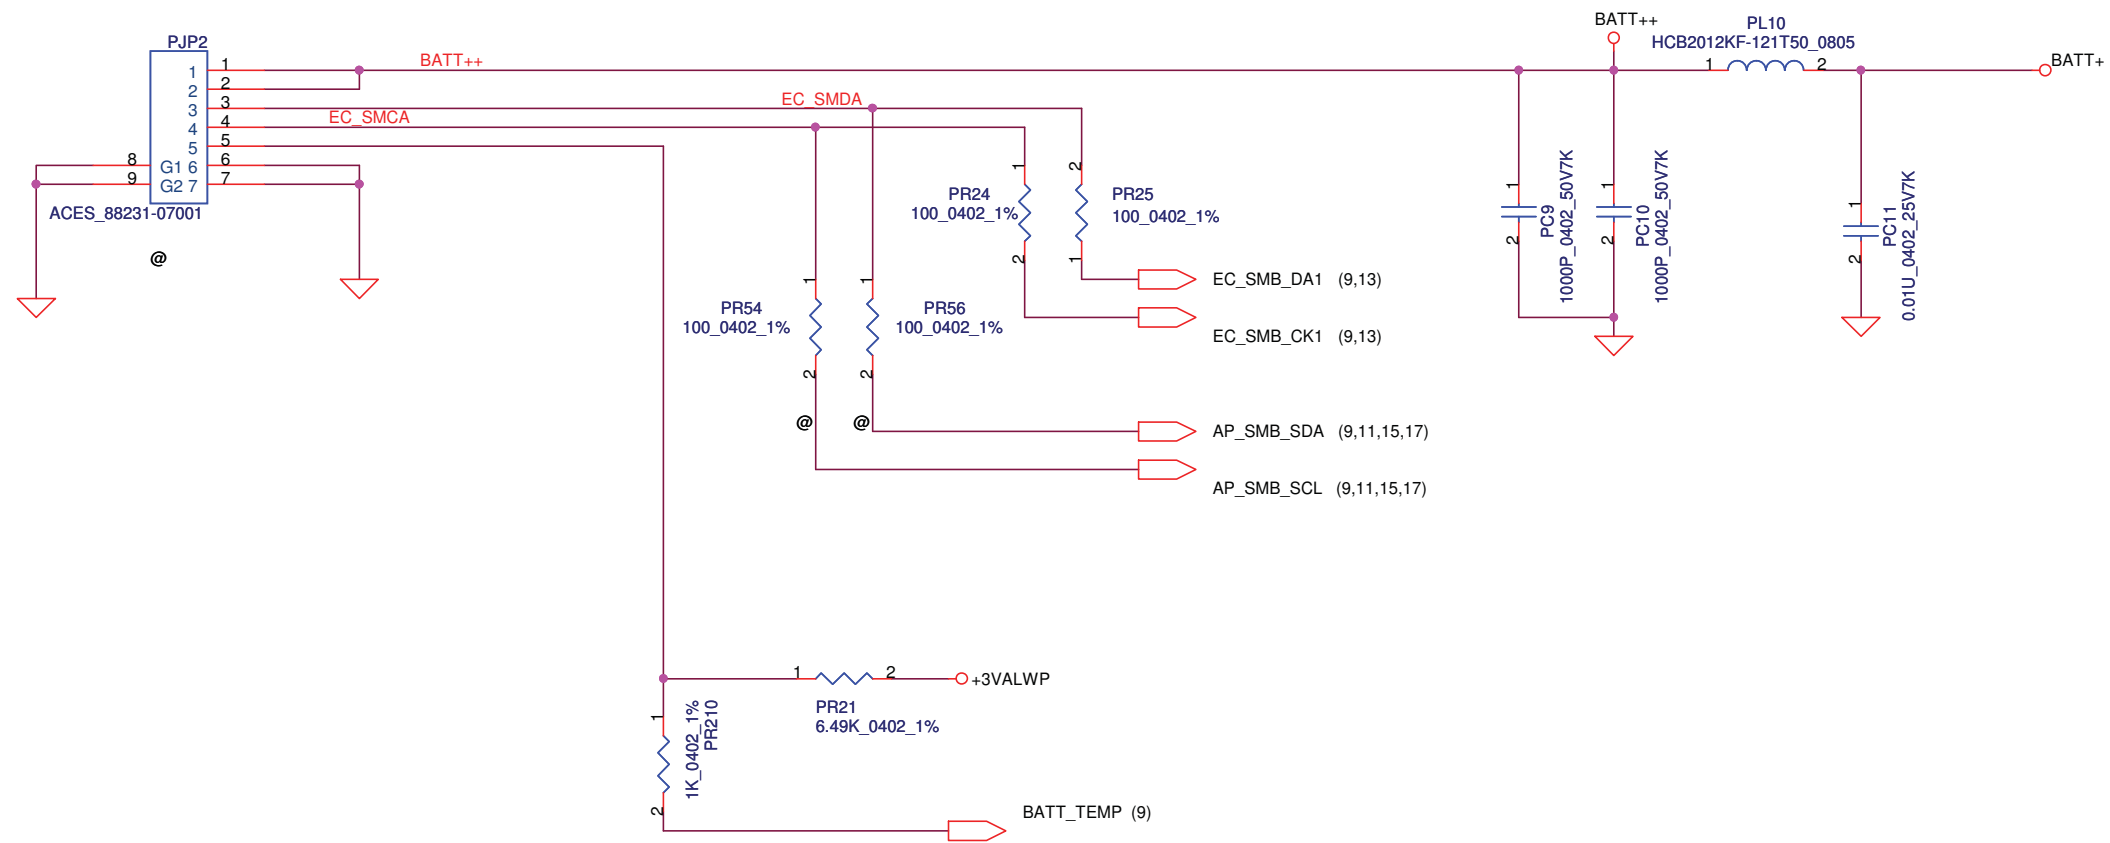 PJP2
1
2
3
4
5
G1 6
G2 7
1
2
3
4
5
6
7
8
9
ACES_88231-07001
@
BATT++
EC_SMDA
EC_SMCA
BATT++
PL10
HCB2012KF-121T50_0805
1
2
BATT+
1
PR24
100_0402_1%
2
2
PR25
100_0402_1%
1
EC_SMB_DA1 (9,13)
EC_SMB_CK1 (9,13)
1
PR54
100_0402_1%
2
@
1
PR56
100_0402_1%
2
@
AP_SMB_SDA (9,11,15,17)
AP_SMB_SCL (9,11,15,17)
1
2
PC9
1000P_0402_50V7K
1
2
PC10
1000P_0402_50V7K
1
2
PC11
0.01U_0402_25V7K
1
2
+3VALWP
PR21
6.49K_0402_1%
1
2
1K_0402_1%
PR210
BATT_TEMP (9)